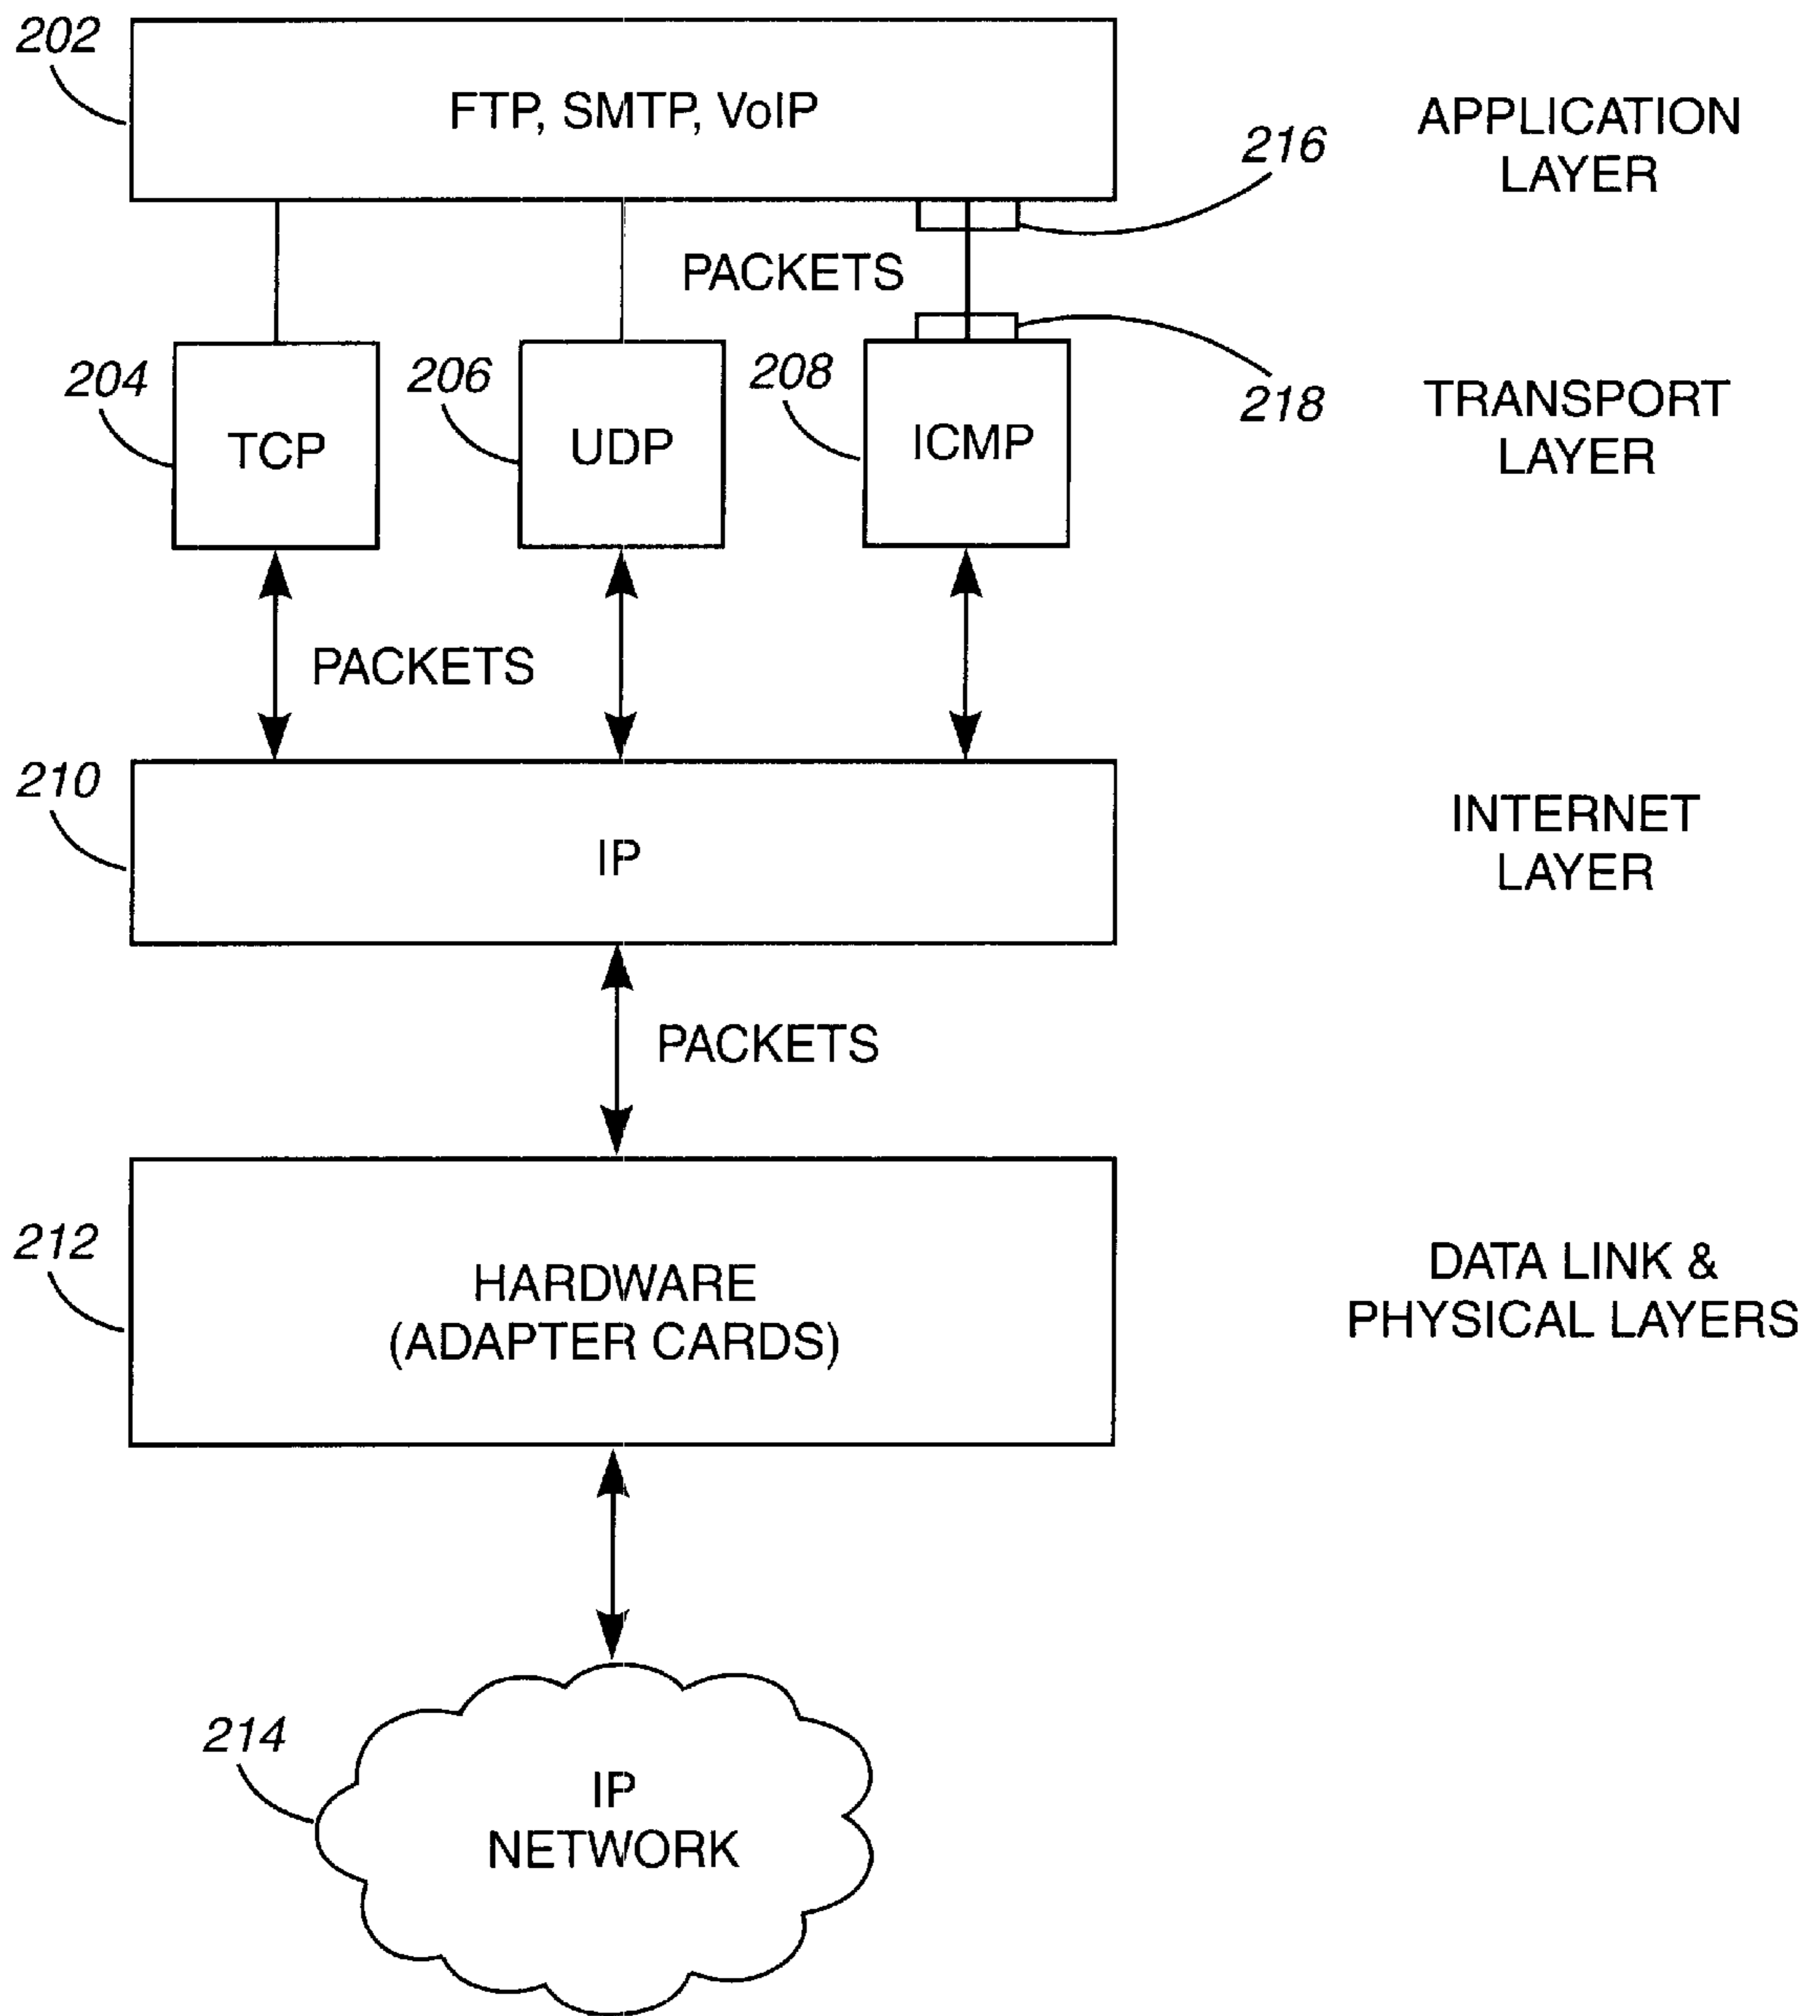 202
FTP, SMTP, VoIP
APPLICATION
LAYER
216
PACKETS
204
TCP
206
UDP
208
ICMP
218
TRANSPORT
LAYER
PACKETS
210
IP
INTERNET
LAYER
PACKETS
212
HARDWARE
(ADAPTER CARDS)
DATA LINK &
PHYSICAL LAYERS
214
IP
NETWORK